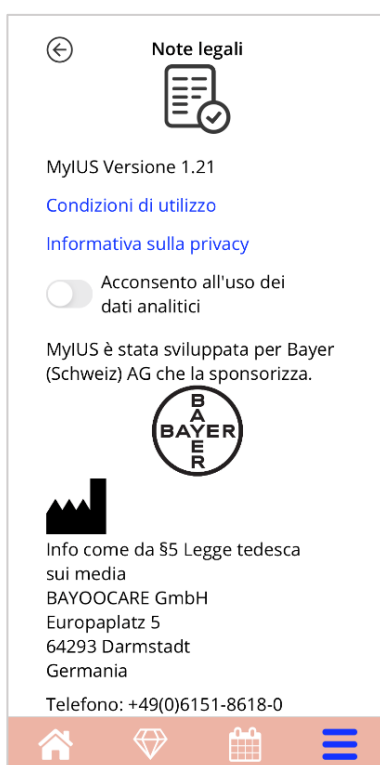 Note legali
MyIUS Versione 1.21
Condizioni di utilizzo
Informativa sulla privacy
Acconsento all'uso dei
dati analitici
MyIUS è stata sviluppata per Bayer
(Schweiz) AG che la sponsorizza.
BAYER
BAYER
Info come da §5 Legge tedesca
sui media
BAYOOCARE GmbH
Europaplatz 5
64293 Darmstadt
Germania
Telefono: +49(0)6151-8618-0